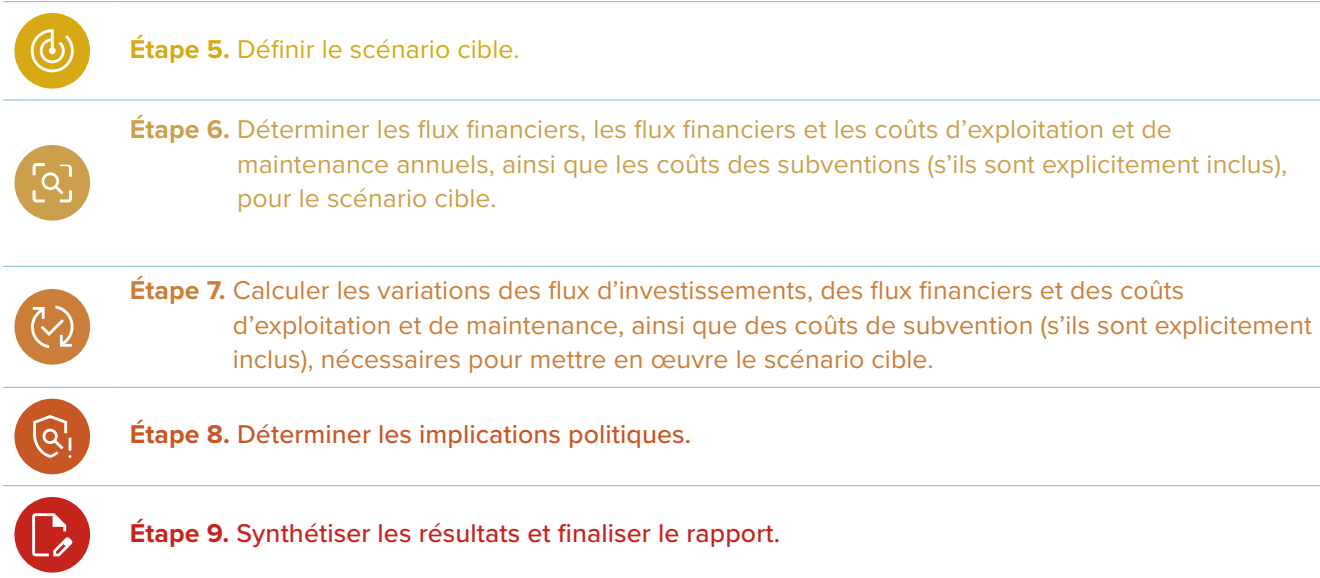 Étape 5. Définir le scénario cible.
Étape 6. Déterminer les flux financiers, les flux financiers et les coûts d’exploitation et de
maintenance annuels, ainsi que les coûts des subventions (s’ils sont explicitement inclus),
pour le scénario cible.
Étape 7. Calculer les variations des flux d’investissements, des flux financiers et des coûts
d’exploitation et de maintenance, ainsi que des coûts de subvention (s’ils sont explicitement
inclus), nécessaires pour mettre en œuvre le scénario cible.
Étape 8. Déterminer les implications politiques.
Étape 9. Synthétiser les résultats et finaliser le rapport.